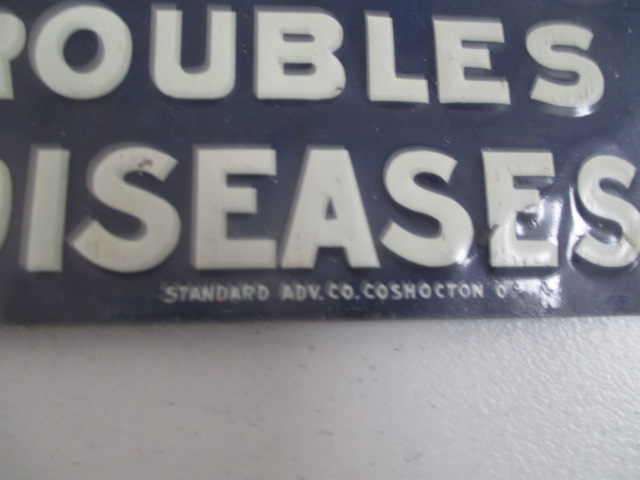 ROUBLES
DISEASES
STANDARD ADV. CO. COSHOCTON O